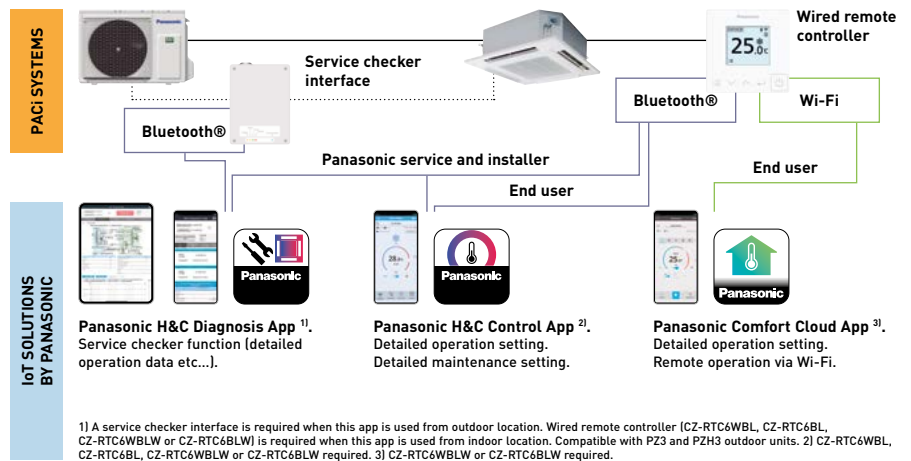 PACi SYSTEMS
Panasonic
Service checker
interface
Panasonic
25.0c
Wired remote
controller
Bluetooth®
Bluetooth®
Wi-Fi
Panasonic service and installer
End user
End user
IoT SOLUTIONS
BY PANASONIC
Panasonic
Panasonic
Panasonic
Panasonic H&C Diagnosis App 1).
Service checker function (detailed
operation data etc...).
Panasonic H&C Control App 2).
Detailed operation setting.
Detailed maintenance setting.
Panasonic Comfort Cloud App 3).
Detailed operation setting.
Remote operation via Wi-Fi.
1) A service checker interface is required when this app is used from outdoor location. Wired remote controller (CZ-RTC6WBL, CZ-RTC6BL,
CZ-RTC6WBLW or CZ-RTC6BLW) is required when this app is used from indoor location. Compatible with PZ3 and PZH3 outdoor units. 2) CZ-RTC6WBL,
CZ-RTC6BL, CZ-RTC6WBLW or CZ-RTC6BLW required. 3) CZ-RTC6WBLW or CZ-RTC6BLW required.